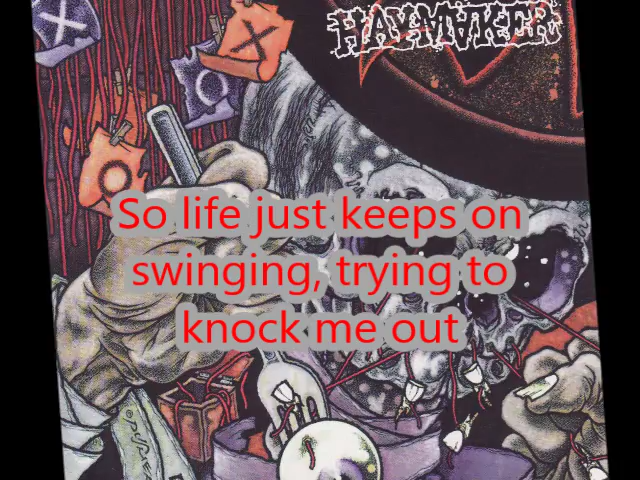 HAYMAKER
So life just keeps on
swinging, trying to
knock me out